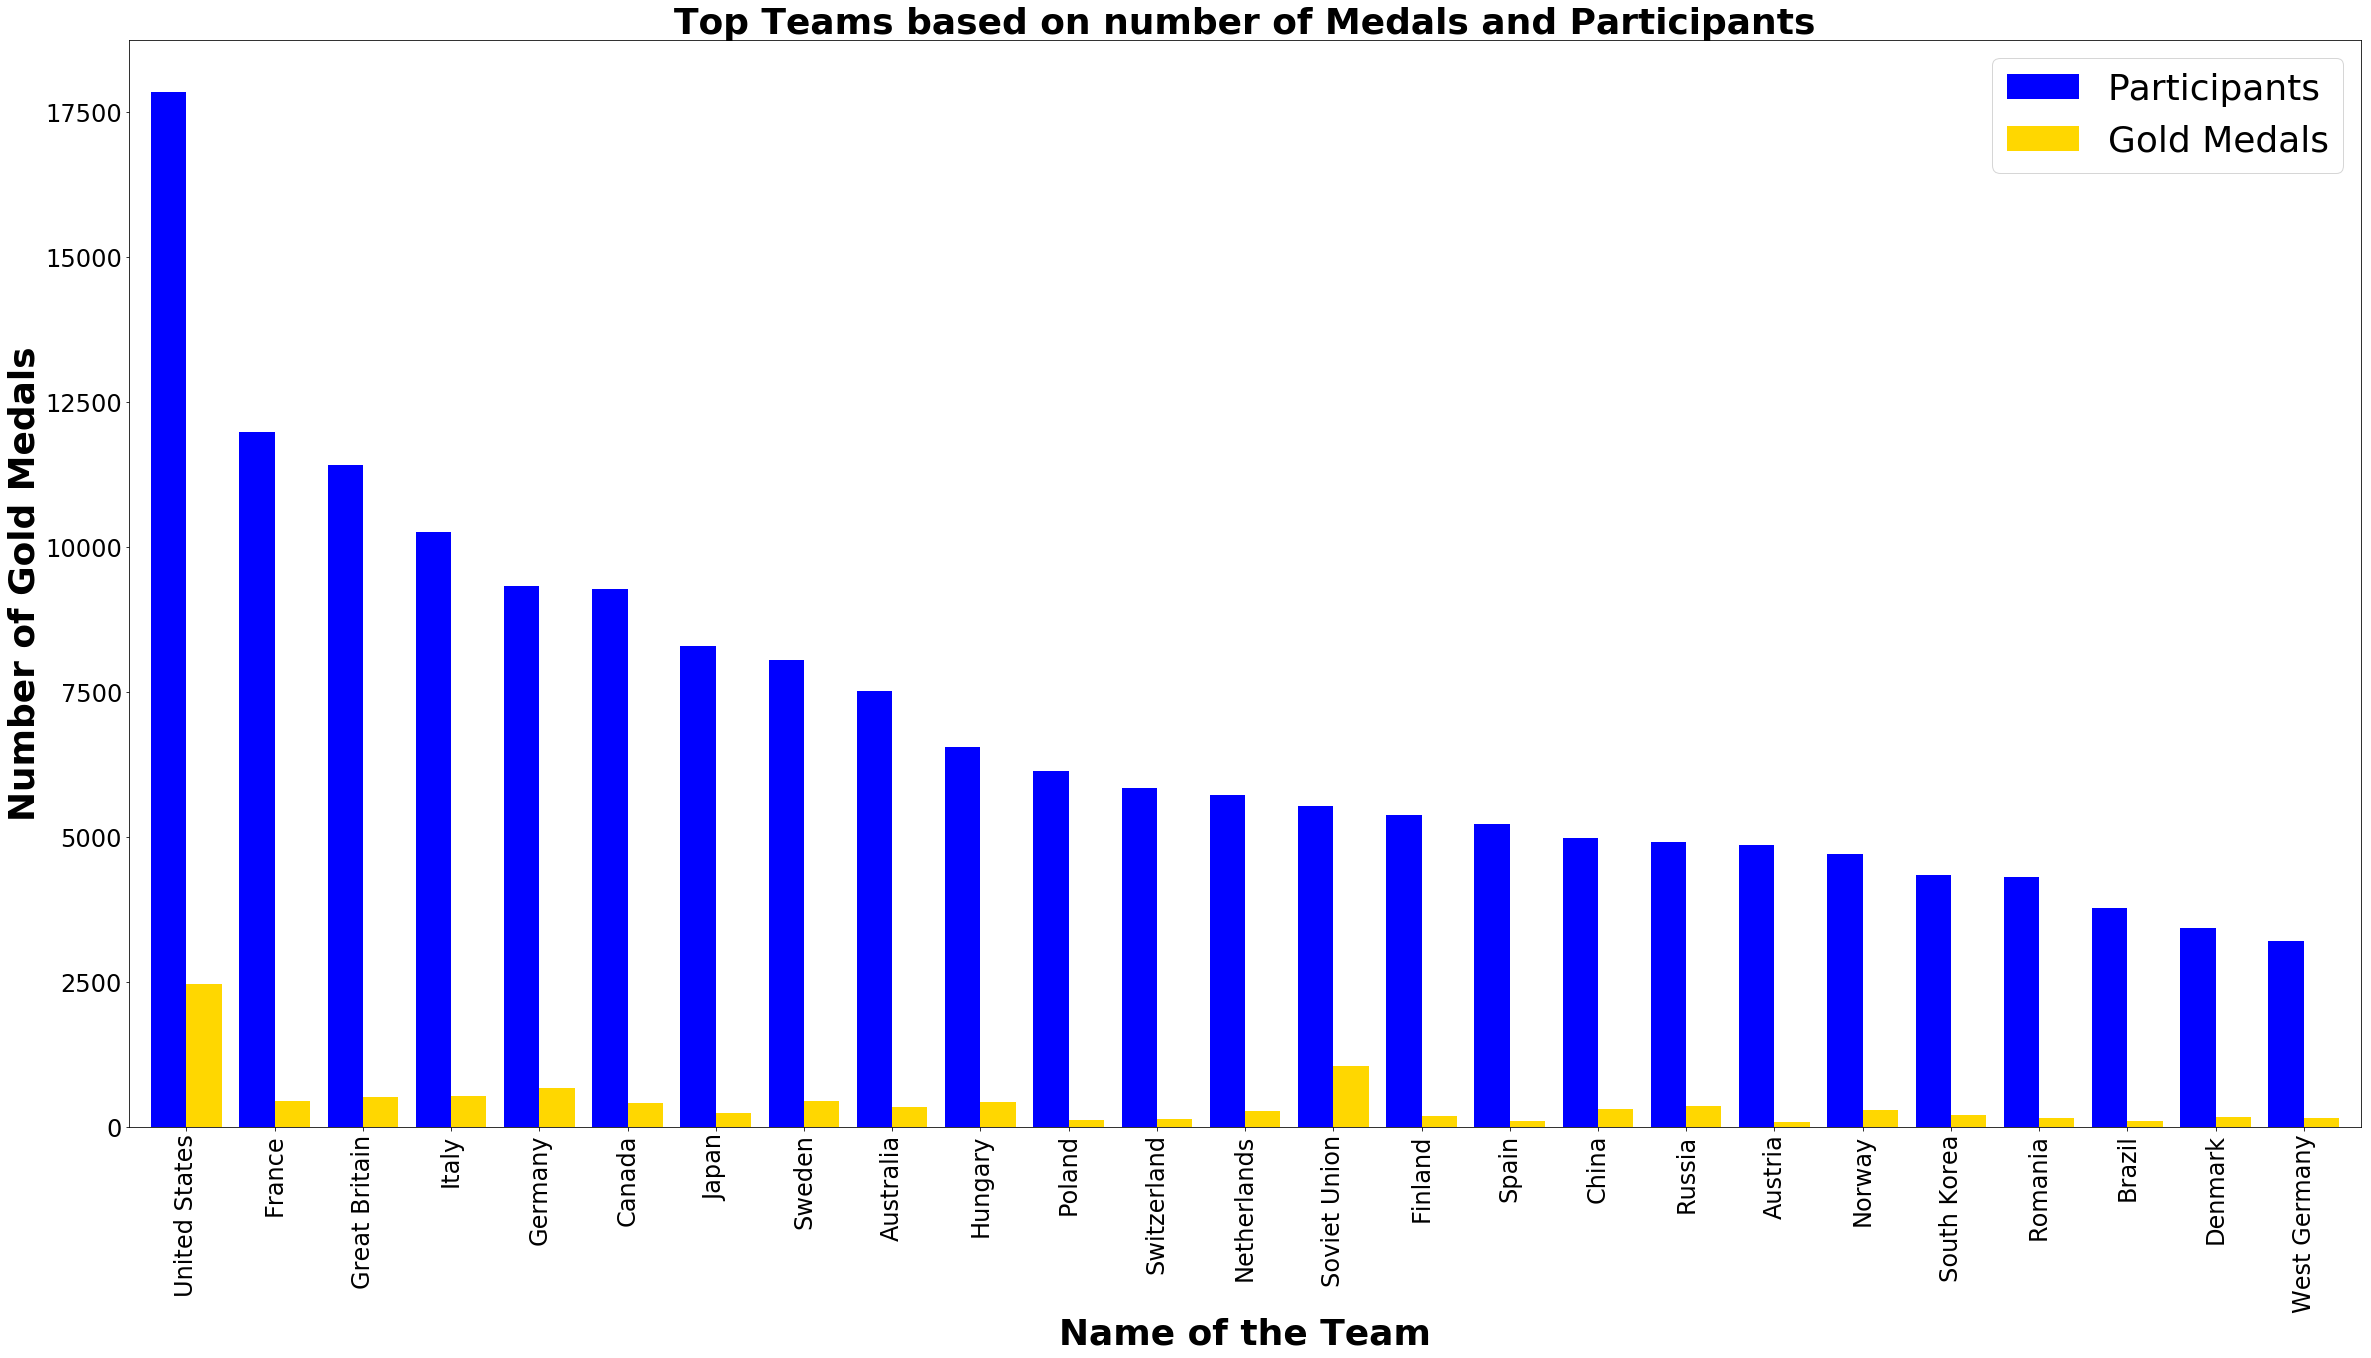 Top Teams based on number of Medals and Participants
Participants
Gold Medals
Number of Gold Medals
17500
15000
12500
10000
7500
5000
2500
0
United States
France
Great Britain
Italy
Germany
Canada
Japan
Sweden
Australia
Hungary
Poland
Switzerland
Netherlands
Soviet Union
Finland
Spain
China
Russia
Austria
Norway
South Korea
Romania
Brazil
Denmark
West Germany
Name of the Team